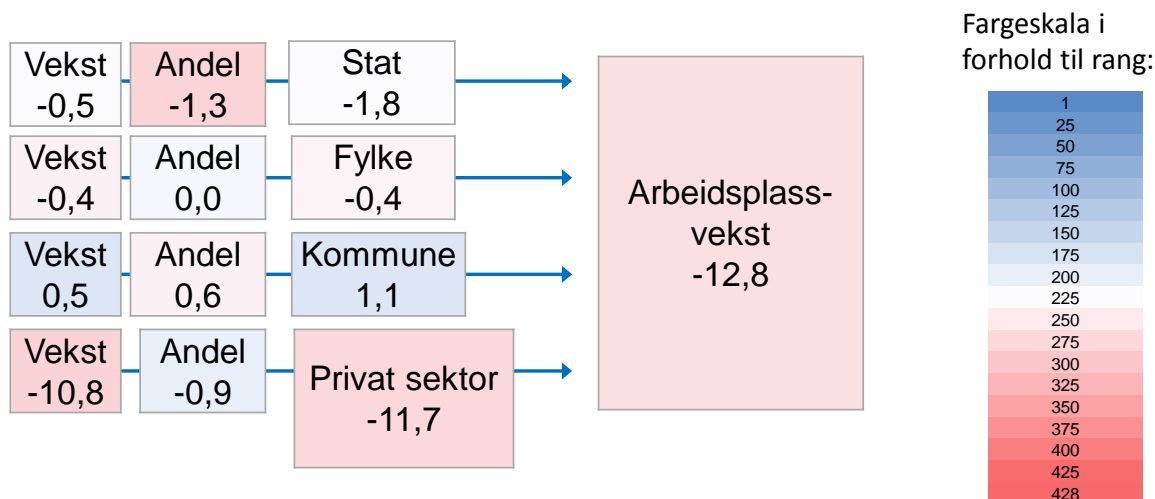 Vekst
-0,5
Andel
-1,3
Stat
-1,8
Vekst
-0,4
Andel
0,0
Fylke
-0,4
Vekst
0,5
Andel
0,6
Kommune
1,1
Vekst
-10,8
Andel
-0,9
Privat sektor
-11,7
Arbeidsplass-
vekst
-12,8
Fargeskala i
forhold til rang:
1
25
50
75
100
125
150
175
200
225
250
275
300
325
350
375
400
425
428